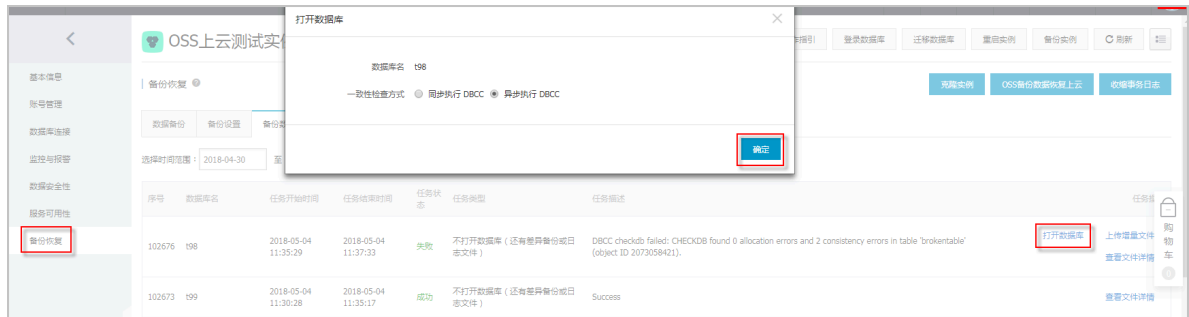 打开数据库
OSS上云测试实
登录数据库
迁移数据库
重启实例
备份实例
刷新
基本信息
账号管理
数据库连接
监控与报警
数据安全性
服务可用性
备份恢复
备份恢复
数据库名 t98
一致性检查方式 同步执行 DBCC 异步执行 DBCC
确定
克隆实例
OSS备份数据恢复上云
收缩事务日志
数据备份
备份设置
备份数
选择时间范围： 2018-04-30 至
序号 数据库名 任务开始时间 任务结束时间 任务状态 任务类型 任务描述
102676 t98 2018-05-04 11:35:29 2018-05-04 11:37:33 失败 不打开数据库（还有差异备份或日志文件） DBCC checkdb failed: CHECKDB found 0 allocation errors and 2 consistency errors in table 'brokentable' (object ID 2073058421).
打开数据库 上传增量文件
查看文件详情
102673 t99 2018-05-04 11:30:28 2018-05-04 11:35:17 成功 不打开数据库（还有差异备份或日志文件） Success 查看文件详情
购物车
0